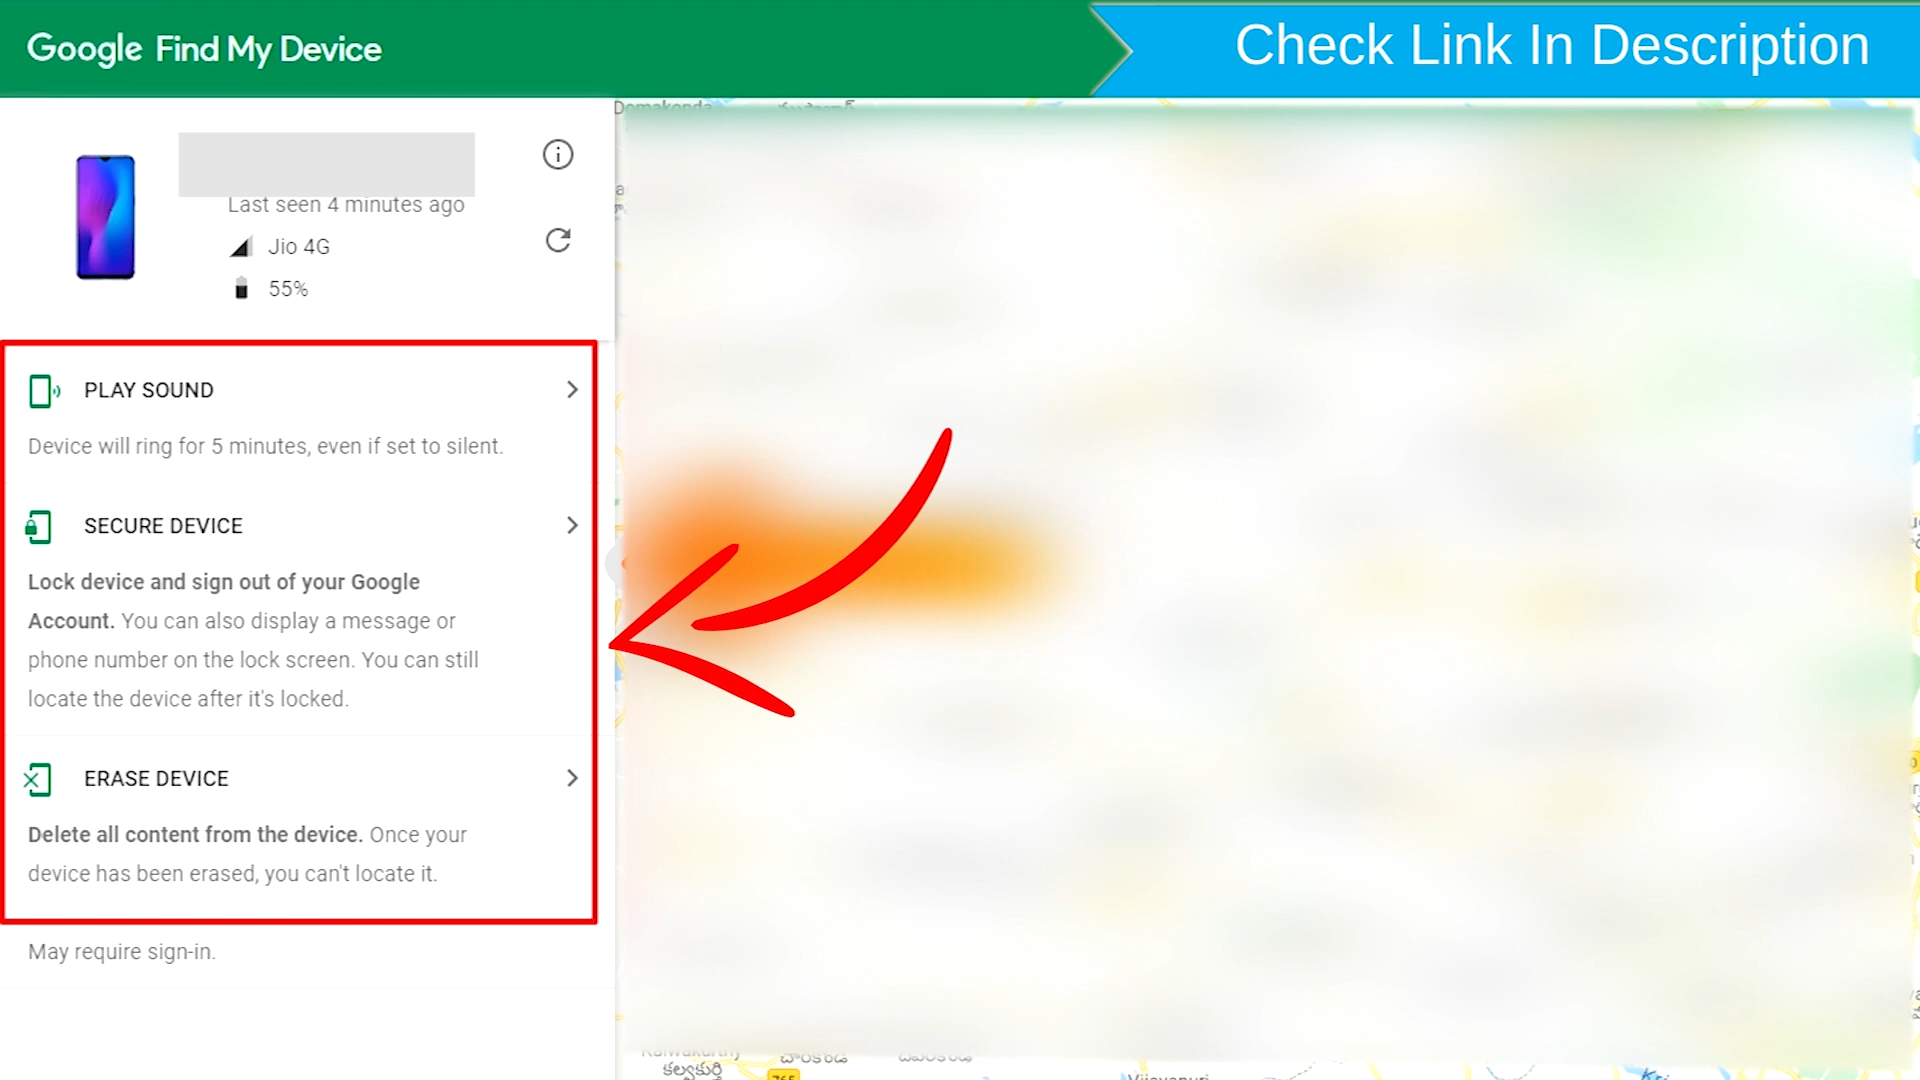 Google Find My Device
Check Link In Description
Domakonda
Last seen 4 minutes ago
Jio 4G
55%
PLAY SOUND
Device will ring for 5 minutes, even if set to silent.
SECURE DEVICE
Lock device and sign out of your Google
Account. You can also display a message or
phone number on the lock screen. You can still
locate the device after it's locked.
ERASE DEVICE
Delete all content from the device. Once your
device has been erased, you can't locate it.
May require sign-in.
కల్వకుర్తి
765